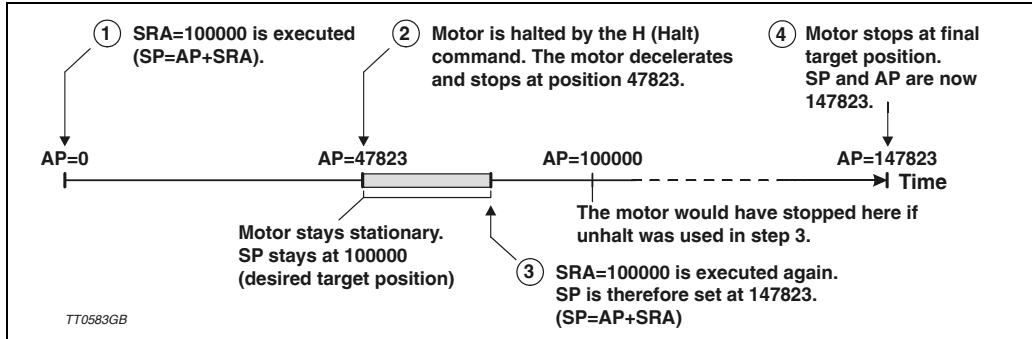 1 SRA=100000 is executed
(SP=AP+SRA).
2 Motor is halted by the H (Halt)
command. The motor decelerates
and stops at position 47823.
4 Motor stops at final
target position.
SP and AP are now
147823.
AP=0
AP=47823
AP=100000
AP=147823
Time
Motor stays stationary.
SP stays at 100000
(desired target position)
The motor would have stopped here if
unhalt was used in step 3.
3 SRA=100000 is executed again.
SP is therefore set at 147823.
(SP=AP+SRA)
TT0583GB